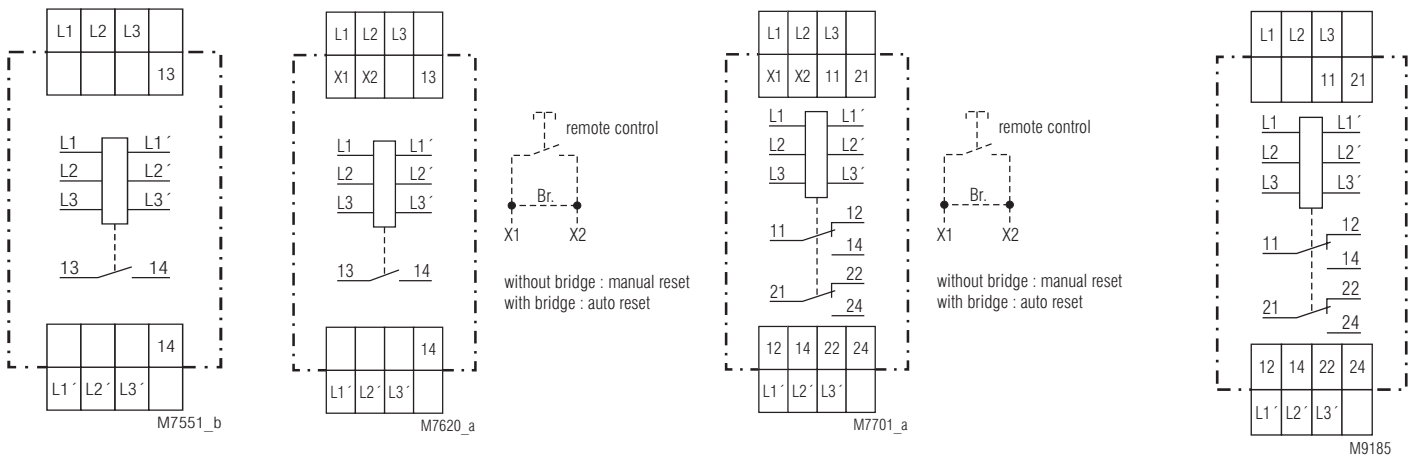 L1 L2 L3
13
L1 L1´
L2 L2´
L3 L3´
13 14
14
L1´ L2´ L3´
M7551_b
L1 L2 L3
X1 X2 13
L1 L1´
L2 L2´
L3 L3´
13 14
14
L1´ L2´ L3´
M7620_a
remote control
Br.
X1 X2
without bridge : manual reset
with bridge : auto reset
L1 L2 L3
X1 X2 11 21
L1 L1´
L2 L2´
L3 L3´
12
11
14
22
21
24
12 14 22 24
L1´ L2´ L3´
M7701_a
remote control
Br.
X1 X2
without bridge : manual reset
with bridge : auto reset
L1 L2 L3
11 21
L1 L1´
L2 L2´
L3 L3´
12
11
14
22
21
24
12 14 22 24
L1´ L2´ L3´
M9185